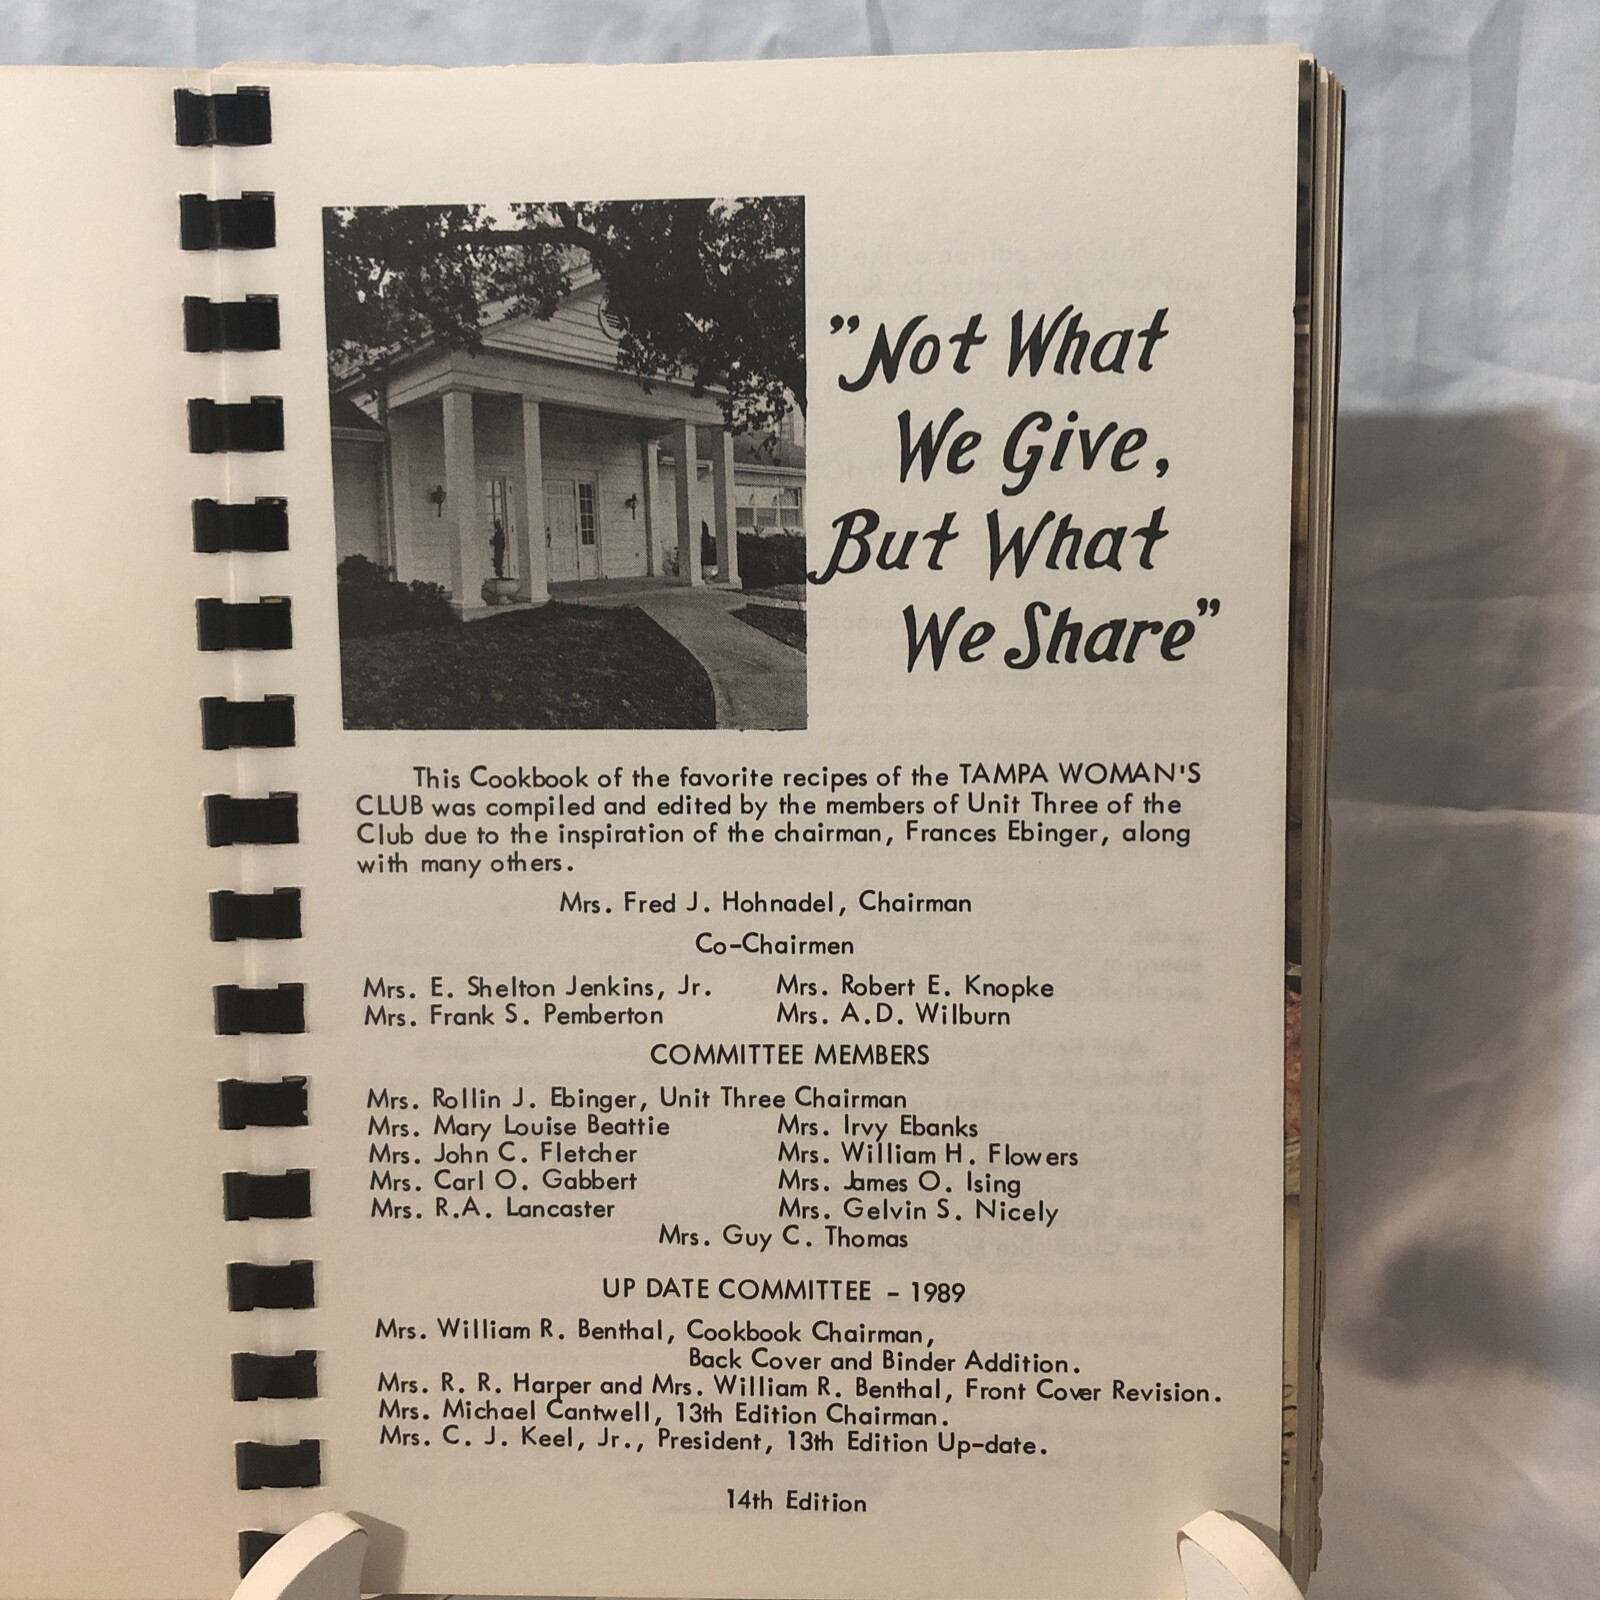 "Not What
We Give,
But What
We Share"
This Cookbook of the favorite recipes of the TAMPA WOMAN'S
CLUB was compiled and edited by the members of Unit Three of the
Club due to the inspiration of the chairman, Frances Ebinger, along
with many others.
Mrs. Fred J. Hohnadel, Chairman
Co-Chairmen
Mrs. E. Shelton Jenkins, Jr. Mrs. Robert E. Knopke
Mrs. Frank S. Pemberton Mrs. A.D. Wilburn
COMMITTEE MEMBERS
Mrs. Rollin J. Ebinger, Unit Three Chairman
Mrs. Mary Louise Beattie Mrs. Irvy Ebanks
Mrs. John C. Fletcher Mrs. William H. Flowers
Mrs. Carl O. Gabbert Mrs. James O. Ising
Mrs. R.A. Lancaster Mrs. Gelvin S. Nicely
Mrs. Guy C. Thomas
UP DATE COMMITTEE - 1989
Mrs. William R. Benthal, Cookbook Chairman,
Back Cover and Binder Addition.
Mrs. R. R. Harper and Mrs. William R. Benthal, Front Cover Revision.
Mrs. Michael Cantwell, 13th Edition Chairman.
Mrs. C. J. Keel, Jr., President, 13th Edition Up-date.
14th Edition